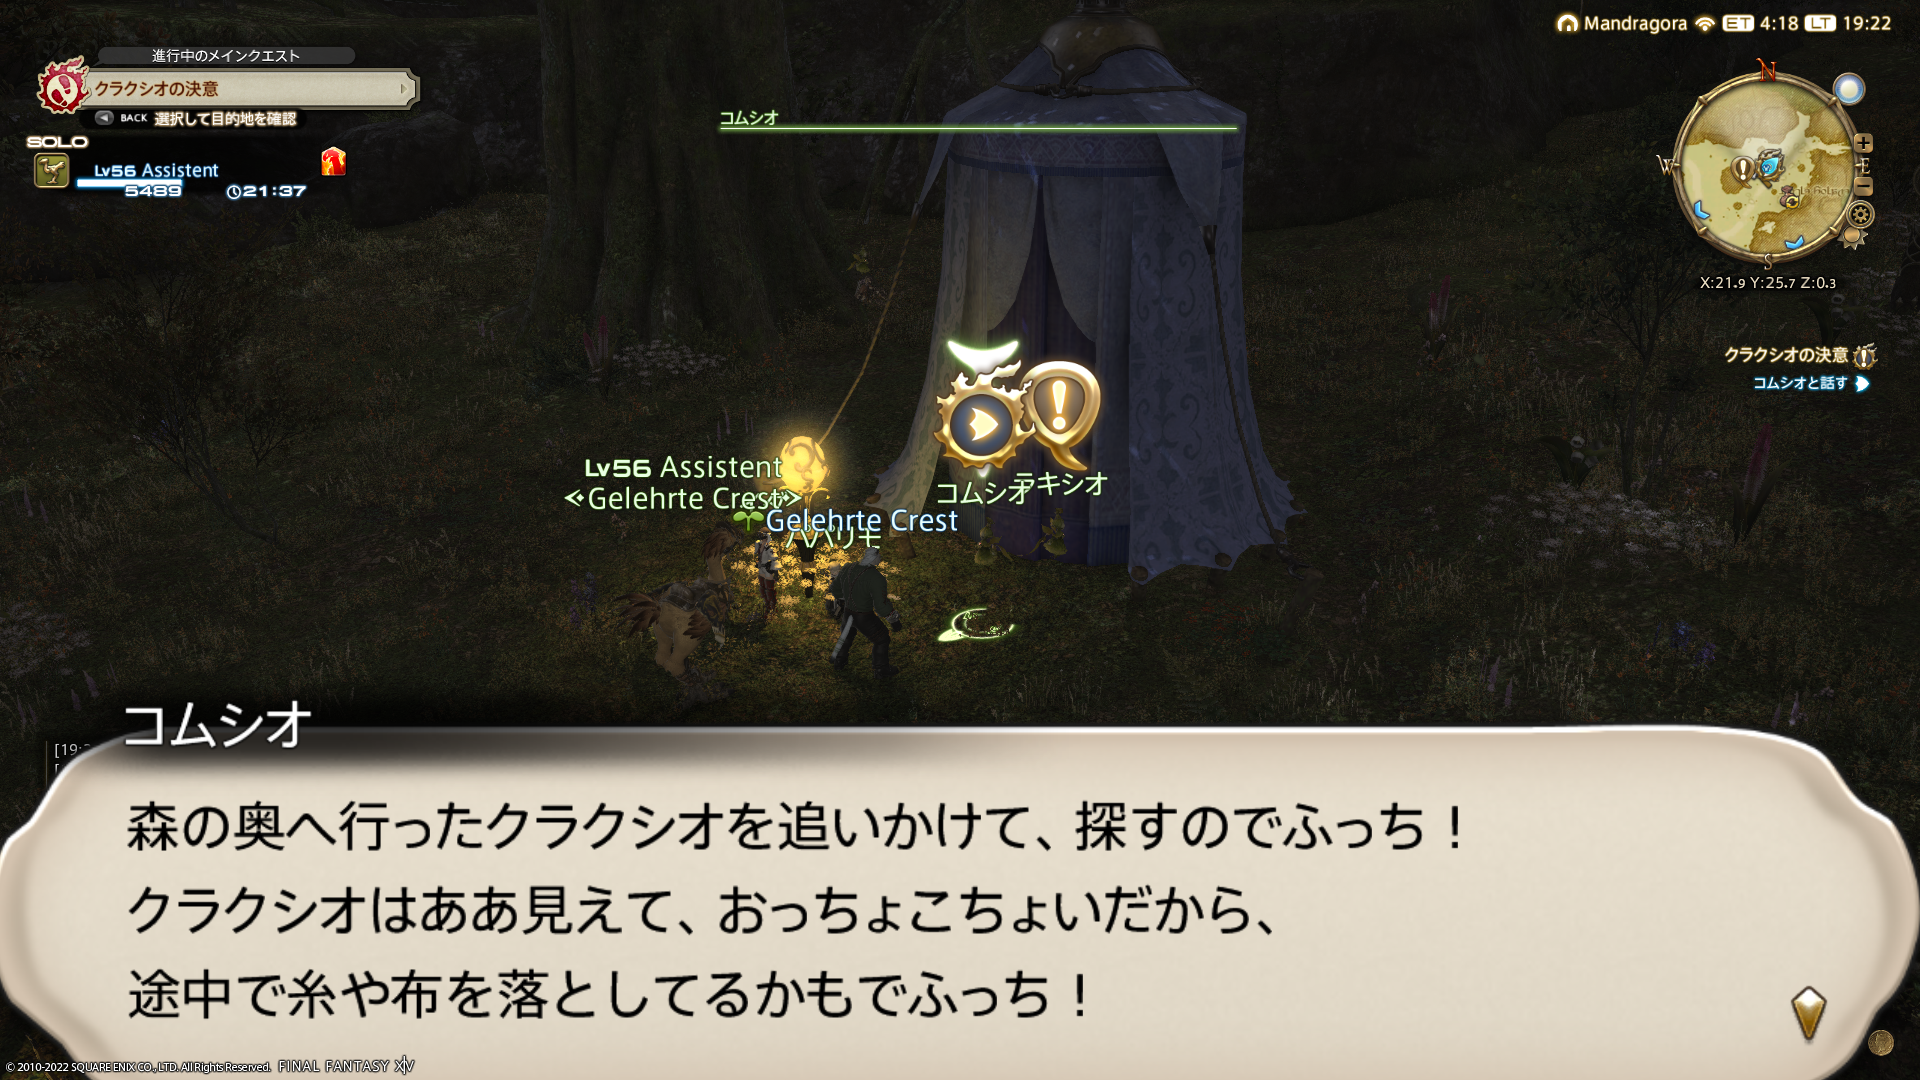 Mandragora ET 4:18 LT 19:22
進行中のメインクエスト
クラクシオの決意
BACK 選択して目的地を確認
SOLO
Lv56 Assistent
5489 21:37
コムシオ
N
W
E
S
X:21.9 Y:25.7 Z:0.3
クラクシオの決意
コムシオと話す
Lv56 Assistent
Gelehrte Crest
Gelehrte Crest
パパリモ
コムシオ
ラキシオ
コムシオ
森の奥へ行ったクラクシオを追いかけて、探すのでふっち！
クラクシオはああ見えて、おっちょこちょいだから、
途中で糸や布を落としてるかもでふっち！
© 2010-2022 SQUARE ENIX CO., LTD. All Rights Reserved. FINAL FANTASY XIV